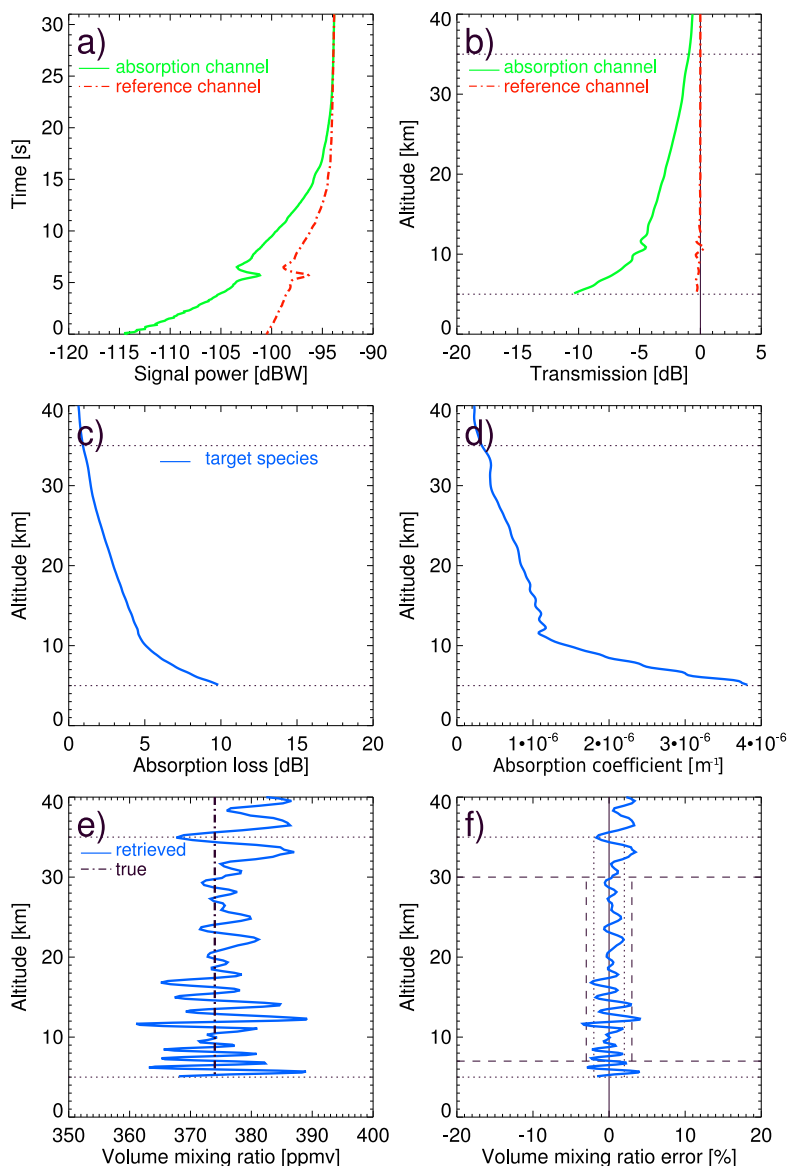 a)
absorption channel
reference channel
Time [s]
30
20
10
0
-120 -115 -110 -105 -100 -95 -90
Signal power [dBW]
b)
absorption channel
reference channel
Altitude [km]
40
30
20
10
0
-20 -15 -10 -5 0 5
Transmission [dB]
c)
target species
Altitude [km]
40
30
20
10
0
0 5 10 15 20
Absorption loss [dB]
d)
Altitude [km]
40
30
20
10
0
0 1•10⁻⁶ 2•10⁻⁶ 3•10⁻⁶ 4•10⁻⁶
Absorption coefficient [m⁻¹]
e)
retrieved
true
Altitude [km]
40
30
20
10
0
350 360 370 380 390 400
Volume mixing ratio [ppmv]
f)
Altitude [km]
40
30
20
10
0
-20 -10 0 10 20
Volume mixing ratio error [%]